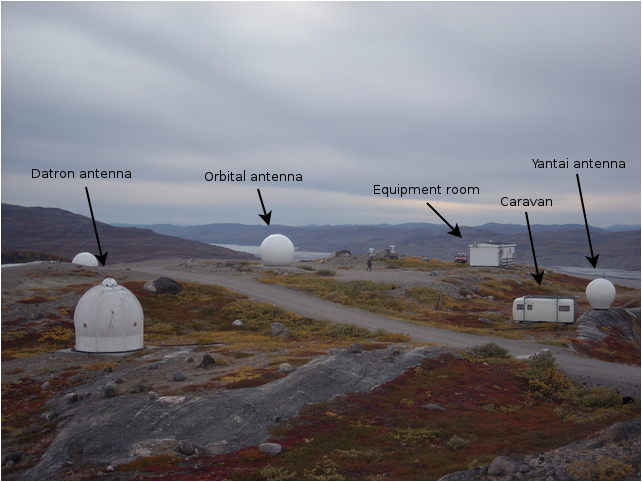 Datron antenna
Orbital antenna
Equipment room
Caravan
Yantai antenna